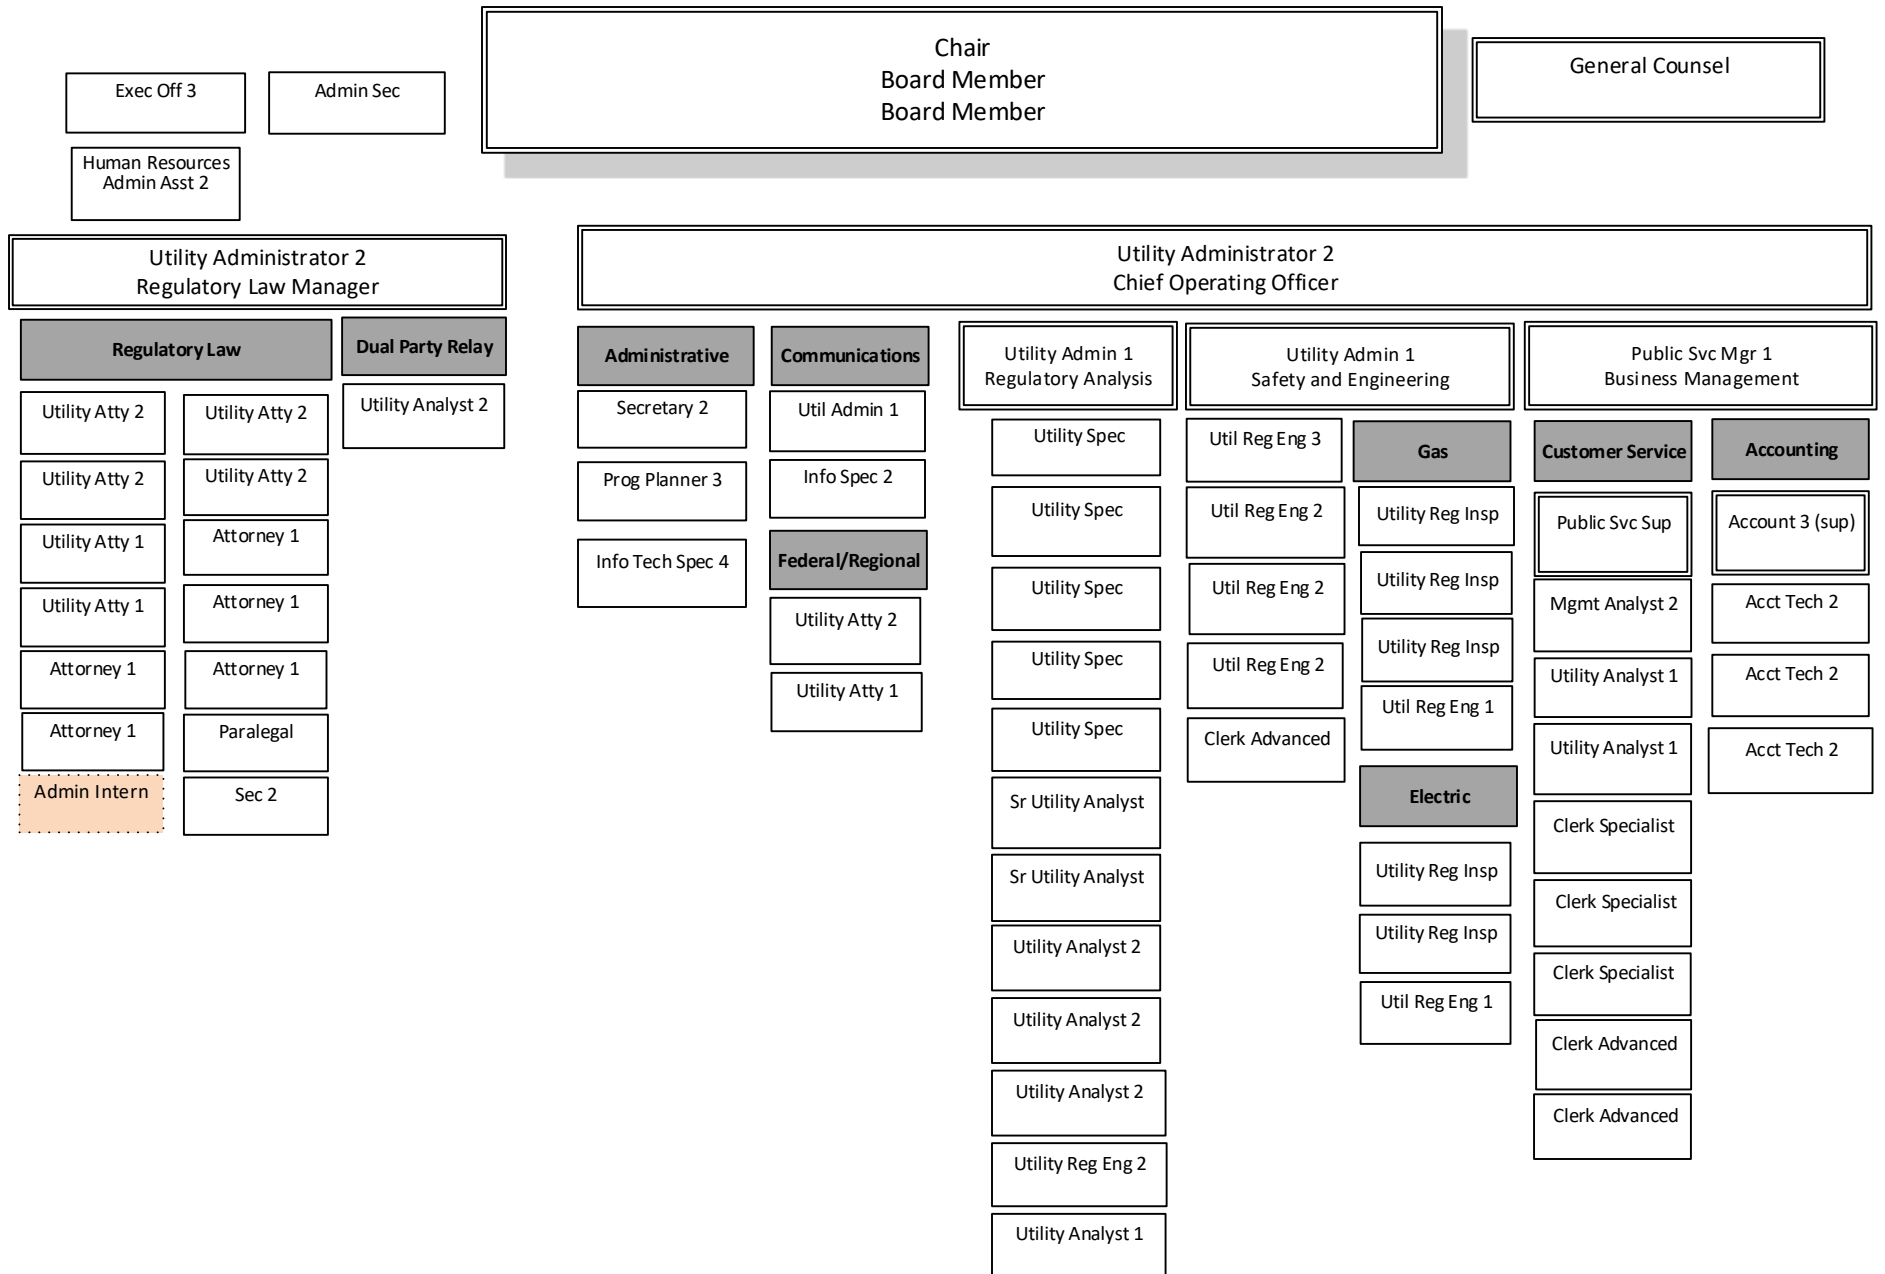 Chair
Board Member
Board Member
General Counsel
Exec Off 3
Admin Sec
Human Resources
Admin Asst 2
Utility Administrator 2
Regulatory Law Manager
Regulatory Law
Utility Atty 2
Utility Atty 2
Utility Atty 1
Utility Atty 1
Attorney 1
Attorney 1
Admin Intern
Utility Atty 2
Utility Atty 2
Attorney 1
Attorney 1
Attorney 1
Paralegal
Sec 2
Dual Party Relay
Utility Analyst 2
Utility Administrator 2
Chief Operating Officer
Administrative
Secretary 2
Prog Planner 3
Info Tech Spec 4
Communications
Util Admin 1
Info Spec 2
Federal/Regional
Utility Atty 2
Utility Atty 1
Utility Admin 1
Regulatory Analysis
Utility Spec
Utility Spec
Utility Spec
Utility Spec
Utility Spec
Sr Utility Analyst
Sr Utility Analyst
Utility Analyst 2
Utility Analyst 2
Utility Analyst 2
Utility Reg Eng 2
Utility Analyst 1
Utility Admin 1
Safety and Engineering
Util Reg Eng 3
Util Reg Eng 2
Util Reg Eng 2
Util Reg Eng 2
Clerk Advanced
Gas
Utility Reg Insp
Utility Reg Insp
Utility Reg Insp
Util Reg Eng 1
Electric
Utility Reg Insp
Utility Reg Insp
Util Reg Eng 1
Public Svc Mgr 1
Business Management
Customer Service
Public Svc Sup
Mgmt Analyst 2
Utility Analyst 1
Utility Analyst 1
Clerk Specialist
Clerk Specialist
Clerk Specialist
Clerk Advanced
Clerk Advanced
Accounting
Account 3 (sup)
Acct Tech 2
Acct Tech 2
Acct Tech 2